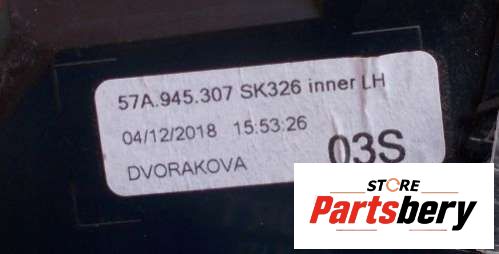 57A.945.307 SK326 inner LH
04/12/2018 15:53:26
DVORAKOVA
03S
STORE
Partsbery